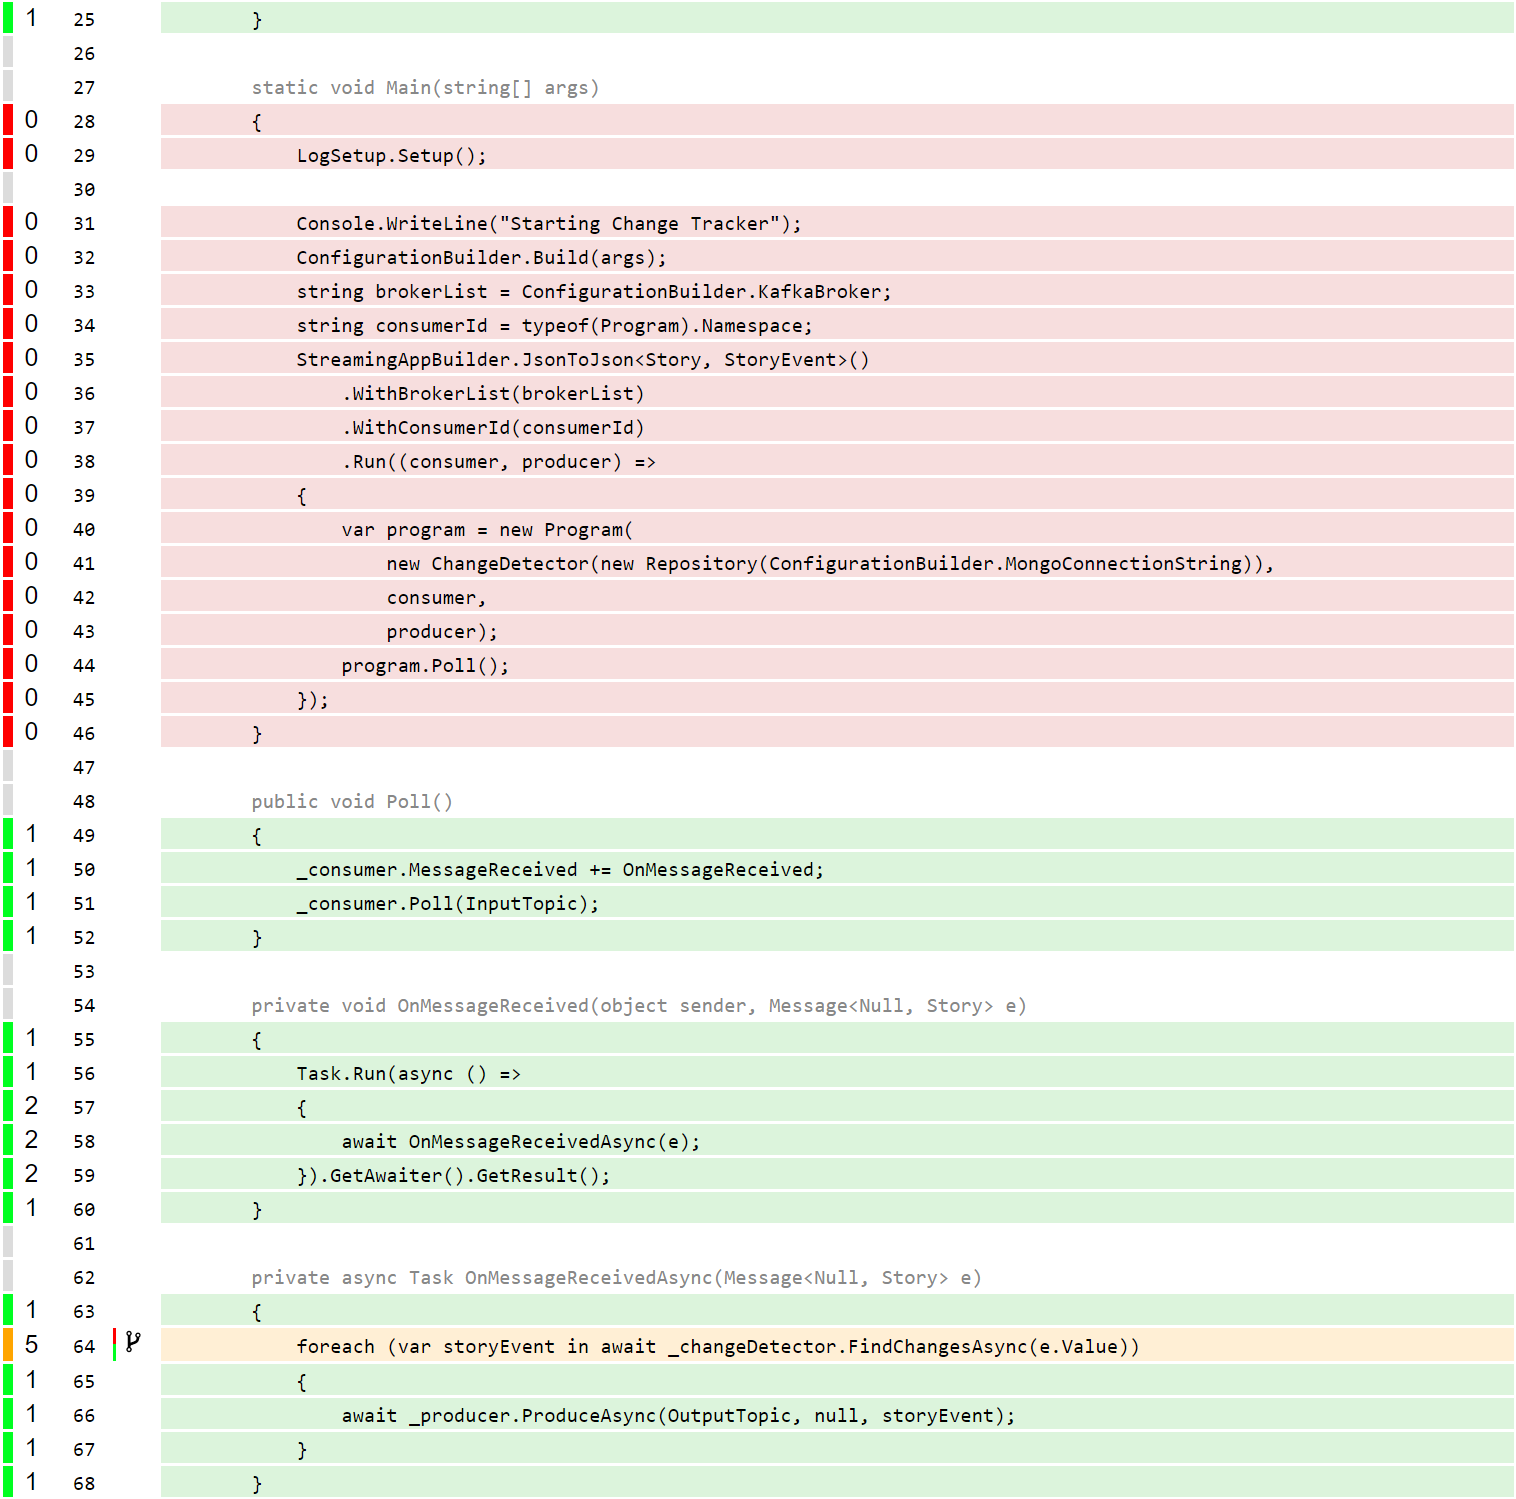 1 25 }
26
27 static void Main(string[] args)
0 28 {
0 29 LogSetup.Setup();
30
0 31 Console.WriteLine("Starting Change Tracker");
0 32 ConfigurationBuilder.Build(args);
0 33 string brokerList = ConfigurationBuilder.KafkaBroker;
0 34 string consumerId = typeof(Program).Namespace;
0 35 StreamingAppBuilder.JsonToJson<Story, StoryEvent>()
0 36 .WithBrokerList(brokerList)
0 37 .WithConsumerId(consumerId)
0 38 .Run((consumer, producer) =>
0 39 {
0 40 var program = new Program(
0 41 new ChangeDetector(new Repository(ConfigurationBuilder.MongoConnectionString)),
0 42 consumer,
0 43 producer);
0 44 program.Poll();
0 45 });
0 46 }
47
48 public void Poll()
1 49 {
1 50 _consumer.MessageReceived += OnMessageReceived;
1 51 _consumer.Poll(InputTopic);
1 52 }
53
54 private void OnMessageReceived(object sender, Message<Null, Story> e)
1 55 {
1 56 Task.Run(async () =>
2 57 {
2 58 await OnMessageReceivedAsync(e);
2 59 }).GetAwaiter().GetResult();
1 60 }
61
62 private async Task OnMessageReceivedAsync(Message<Null, Story> e)
1 63 {
5 64 foreach (var storyEvent in await _changeDetector.FindChangesAsync(e.Value))
1 65 {
1 66 await _producer.ProduceAsync(OutputTopic, null, storyEvent);
1 67 }
1 68 }